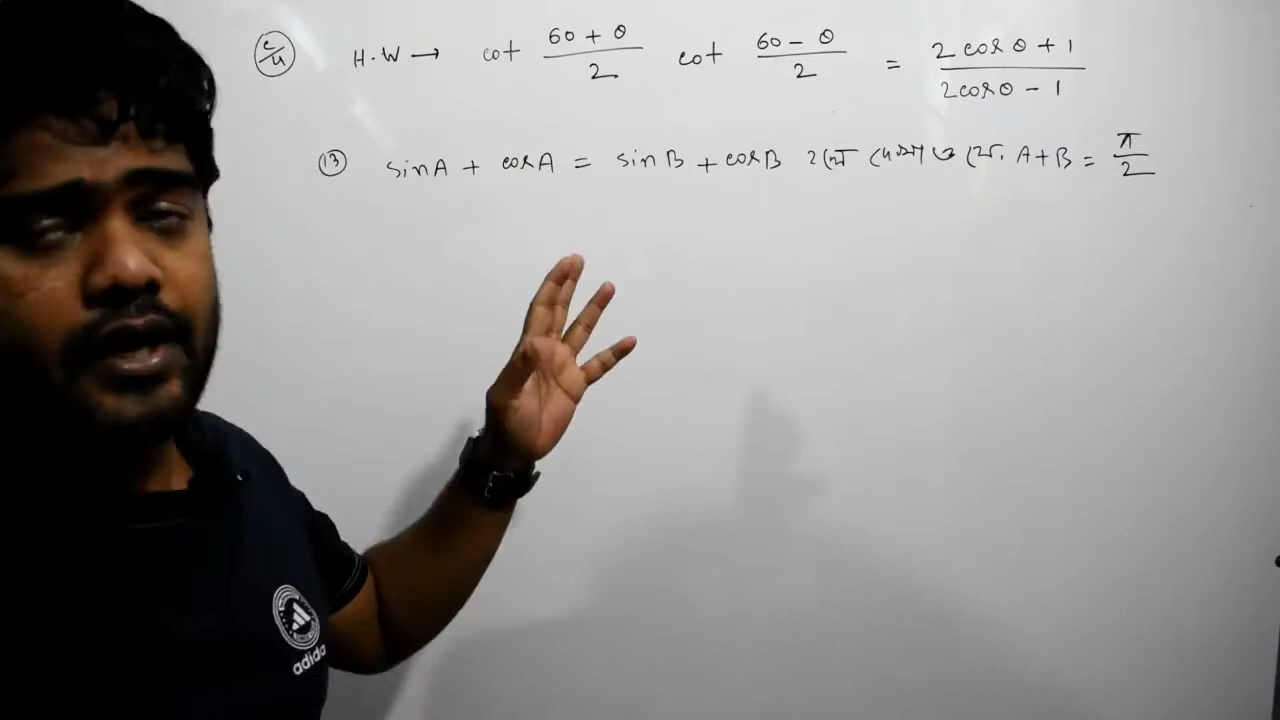 H.W → cot (60 + θ)/2 cot (60 - θ)/2 = (2 cos θ + 1)/(2 cos θ - 1)
(13) sin A + cos A = sin B + cos B হলে দেখাও যে, A + B = π/2
adidas